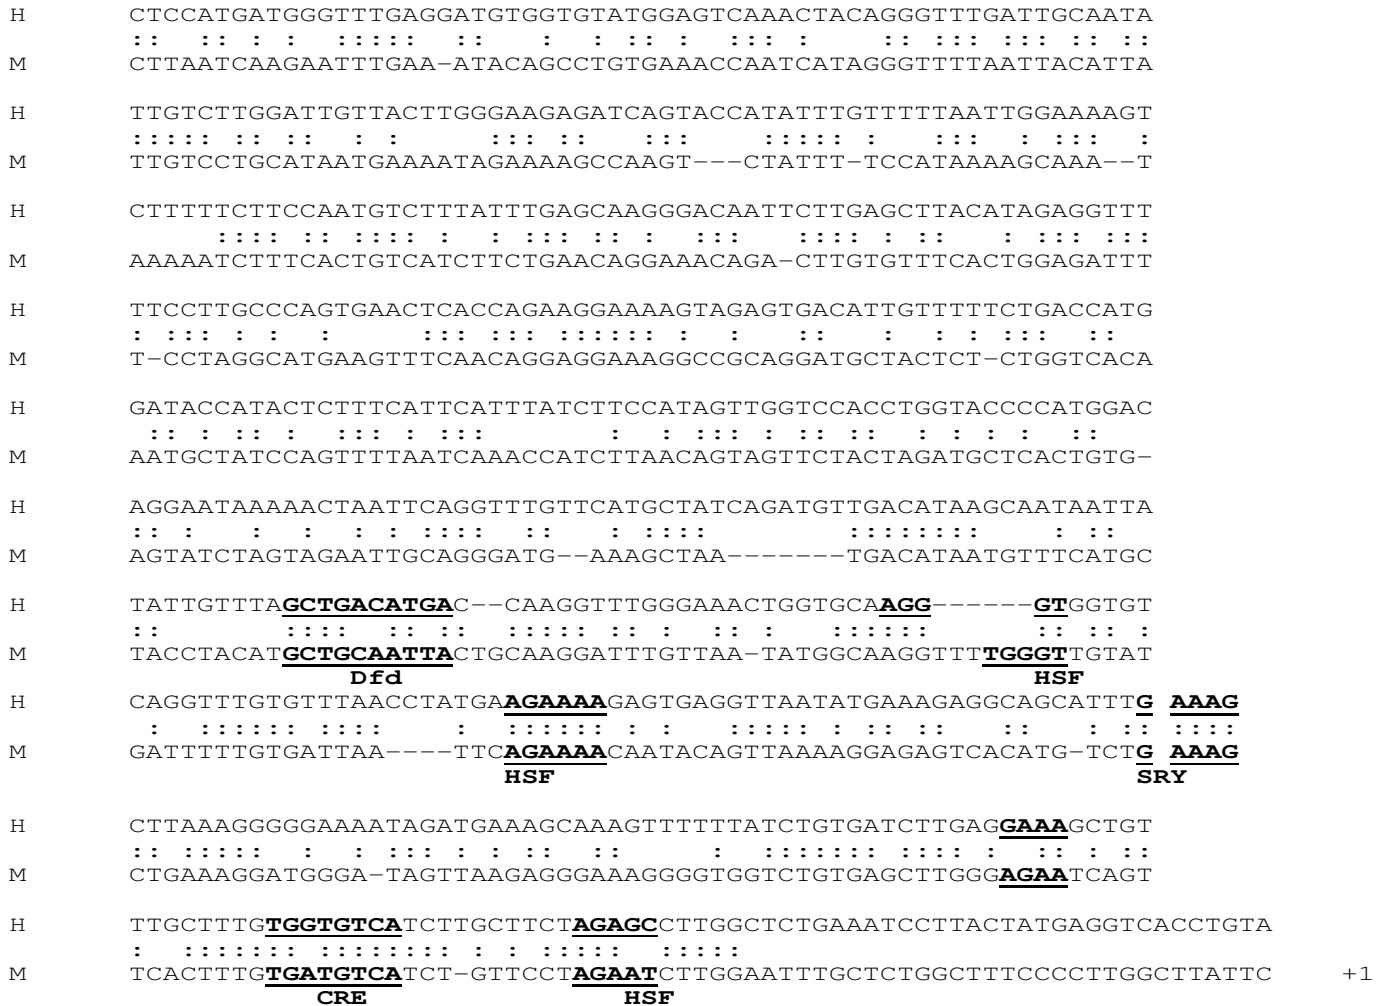 H CTCCATGATGGGTTTGAGGATGTGGTGTATGGAGTCAAACTACAGGGTTTGATTGCAATA
:: :: : : ::::: :: : : :: : ::: : :: ::: ::: :: ::
M CTTAATCAAGAATTTGAA-ATACAGCCTGTGAAACCAATCATAGGGTTTTAATTACATTA
H TTGTCTTGGATTGTTACTTGGGAAGAGATCAGTACCATATTTGTTTTTAATTGGAAAAGT
::::: :: :: : : ::: :: ::: ::::: : ::: : : :
M TTGTCCTGCATAATGAAAATAGAAAAGCCAAGT---CTATTT-TCCATAAAAGCAAA--T
H CTTTTTCTTCCAATGTCTTTATTTGAGCAAGGGACAATTCTTGAGCTTACATAGAGGTTT
:::: :: :::: : : ::: :: : ::: :::: : :: : ::: :::
M AAAAATCTTTCACTGTCATCTTCTGAACAGGAAACAGA-CTTGTGTTTCACTGGAGATTT
H TTCCTTGCCCAGTGAACTCACCAGAAGGAAAAGTAGAGTGACATTGTTTTTCTGACCATG
: ::: : : : ::: ::: :::::: : : :: : : : ::: ::
M T-CCTAGGCATGAAGTTTCAACAGGAGGAAAGGCCGCAGGATGCTACTCT-CTGGTCACA
H GATACCATACTCTTTCATTCATTTATCTTCCATAGTTGGTCCACCTGGTACCCCATGGAC
:: : :: : ::: : ::: : : ::: : :: :: : : : : ::
M AATGCTATCCAGTTTTAATCAAACCATCTTAACAGTAGTTCTACTAGATGCTCACTGTG-
H AGGAATAAAAACTAATTCAGGTTTGTTCATGCTATCAGATGTTGACATAAGCAATAATTA
:: : : : : : :::: :: : :::: :::::::: : ::
M AGTATCTAGTAGAATTGCAGGGATG--AAAGCTAA-------TGACATAATGTTTCATGC
H TATTGTTTAGCTGACATGAC--CAAGGTTTGGGAAACTGGTGCAAGG------GTGGTGT
:: :::: :: :: ::::: :: :: :: : :::::: :: :: :
M TACCTACATGCTGCAATTACTGCAAGGATTTGTTAA-TATGGCAAGGTTTTGGGTTGTAT
Dfd HSF
H CAGGTTTGTGTTTAACCTATGAAGAAAAGAGTGAGGTTAATATGAAAGAGGCAGCATTTG AAAG
: :::::: :::: : :::::: : : :::: ::: :: :: : :: ::::
M GATTTTTGTGATTAA----TTCAGAAAACAATACAGTTAAAAGGAGAGTCACATG-TCTG AAAG
HSF SRY
H CTTAAAGGGGGAAAATAGATGAAAGCAAAGTTTTTTATCTGTGATCTTGAGGAAAGCTGT
:: ::::: : : ::: : : :: :: : ::::::: :::: : :: : ::
M CTGAAAGGATGGGA-TAGTTAAGAGGGAAAGGGGTGGTCTGTGAGCTTGGGAGAATCAGT
H TTGCTTTGTGGTGTCATCTTGCTTCTAGAGCCTTGGCTCTGAAATCCTTACTATGAGGTCACCTGTA
: :::::: :::::::: : : ::::: :::::
M TCACTTTGTGATGTCATCT-GTTCCTAGAATCTTGGAATTTGCTCTGGCTTTCCCCTTGGCTTATTC +1
CRE HSF